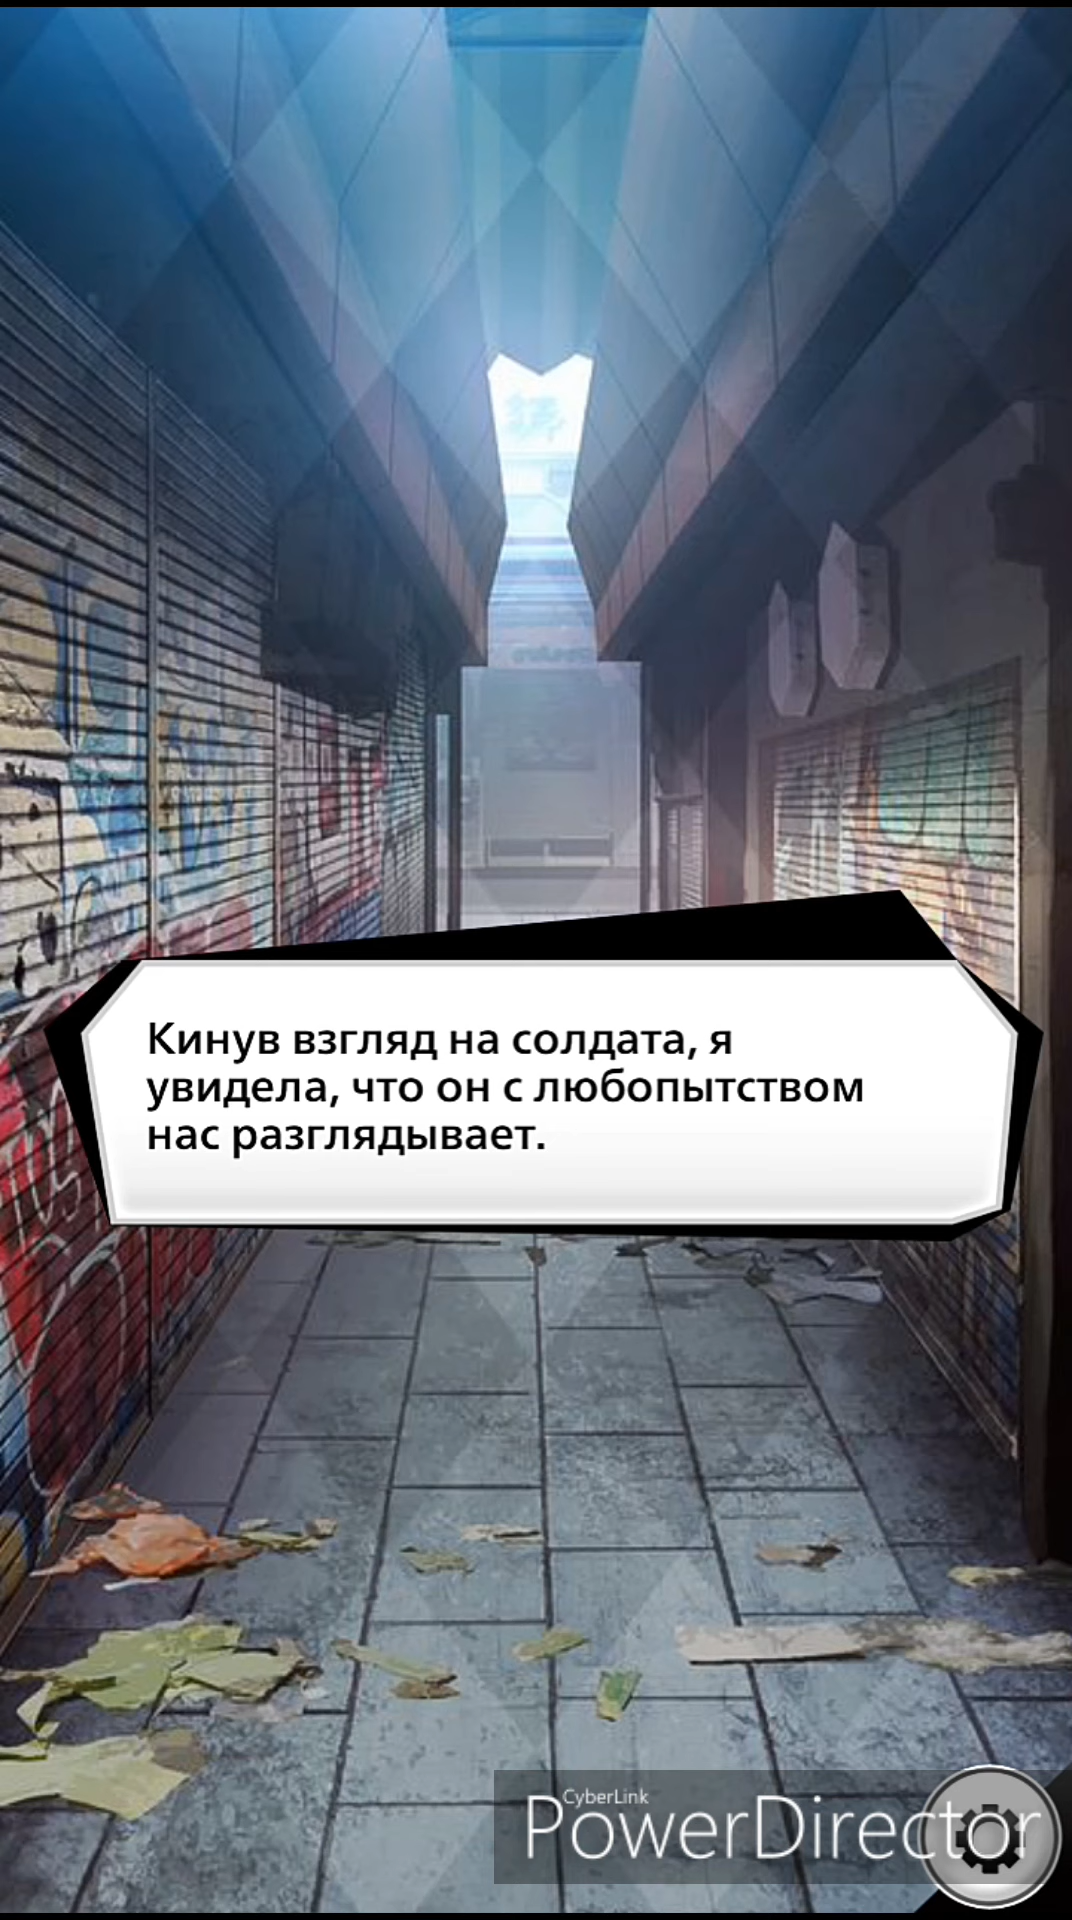 Кинув взгляд на солдата, я
увидела, что он с любопытством
нас разглядывает.
CyberLink
PowerDirector